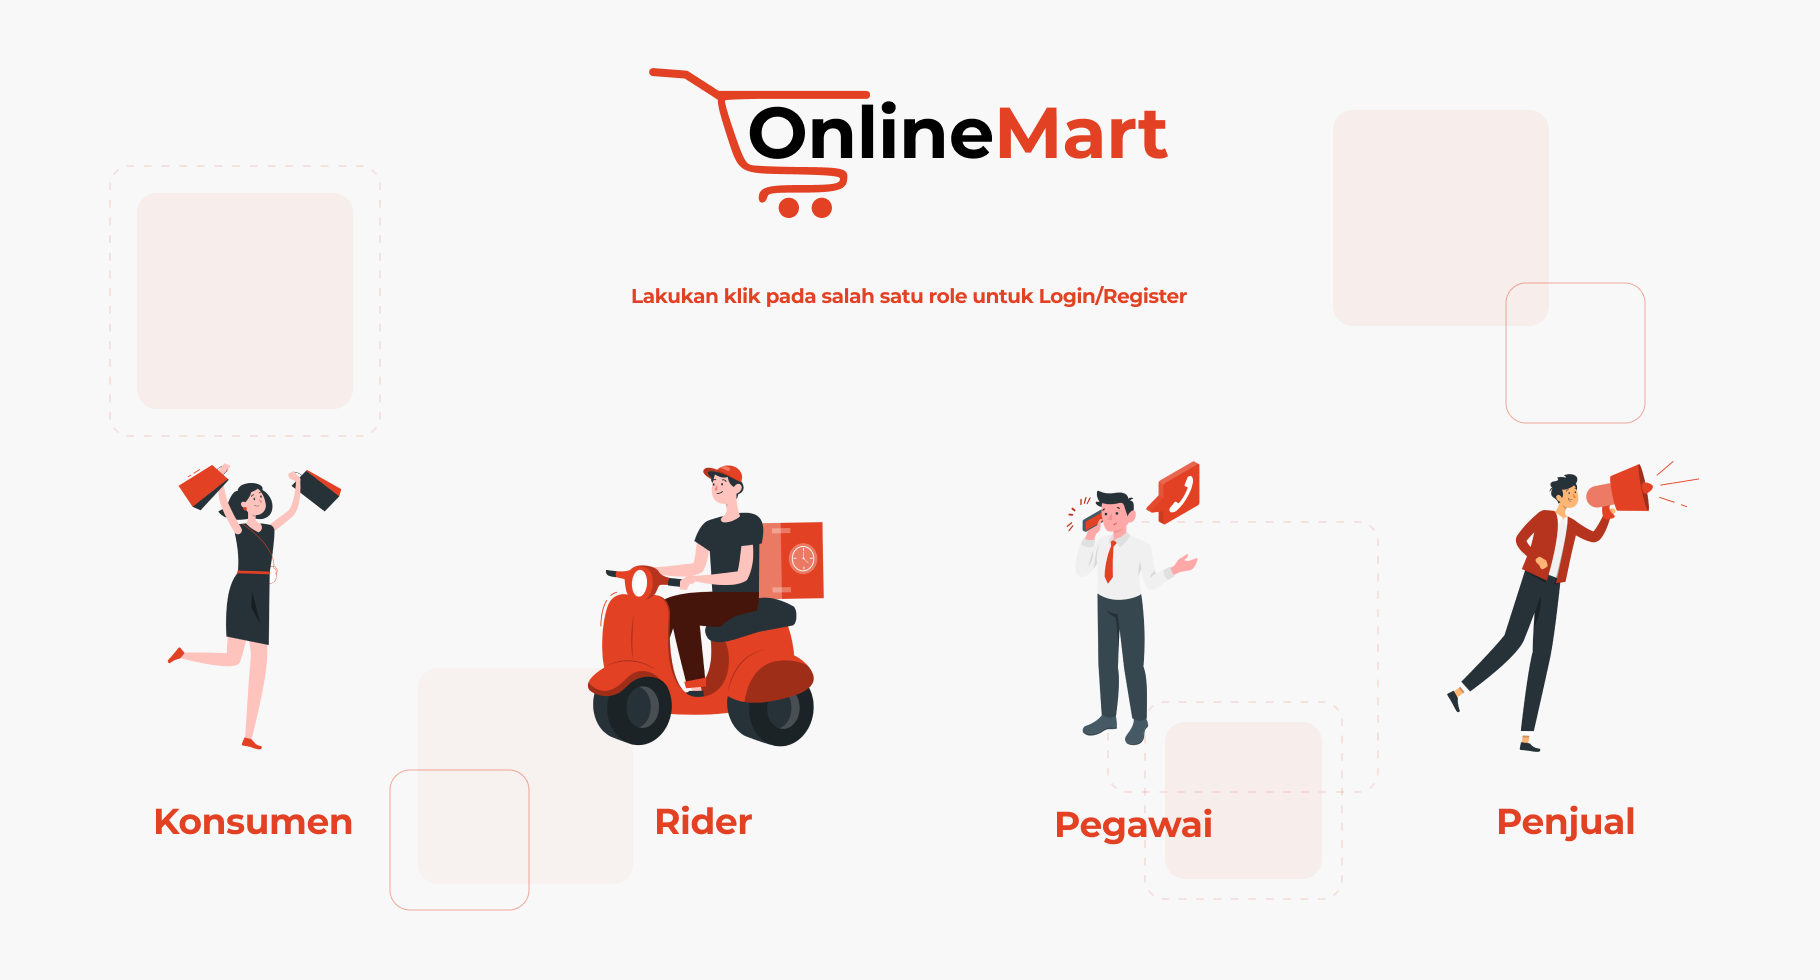 OnlineMart
Lakukan klik pada salah satu role untuk Login/Register
Konsumen
Rider
Pegawai
Penjual